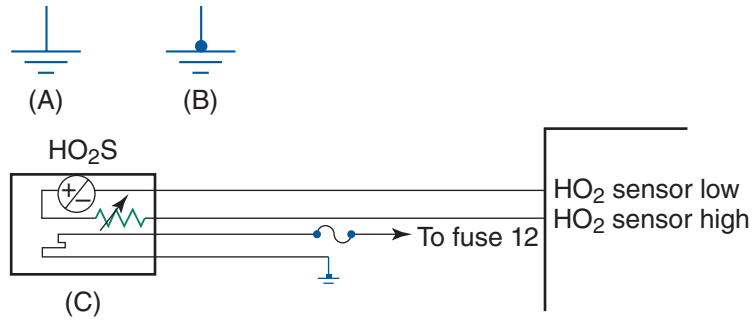 (A)
(B)
HO₂S
+
−
HO₂ sensor low
HO₂ sensor high
To fuse 12
(C)